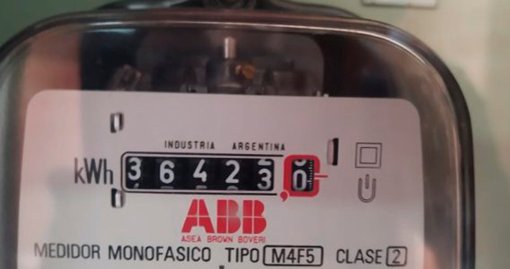 INDUSTRIA ARGENTINA
kWh 36423,0
ABB
ASEA BROWN BOVERI
MEDIDOR MONOFASICO TIPO M4F5 CLASE 2